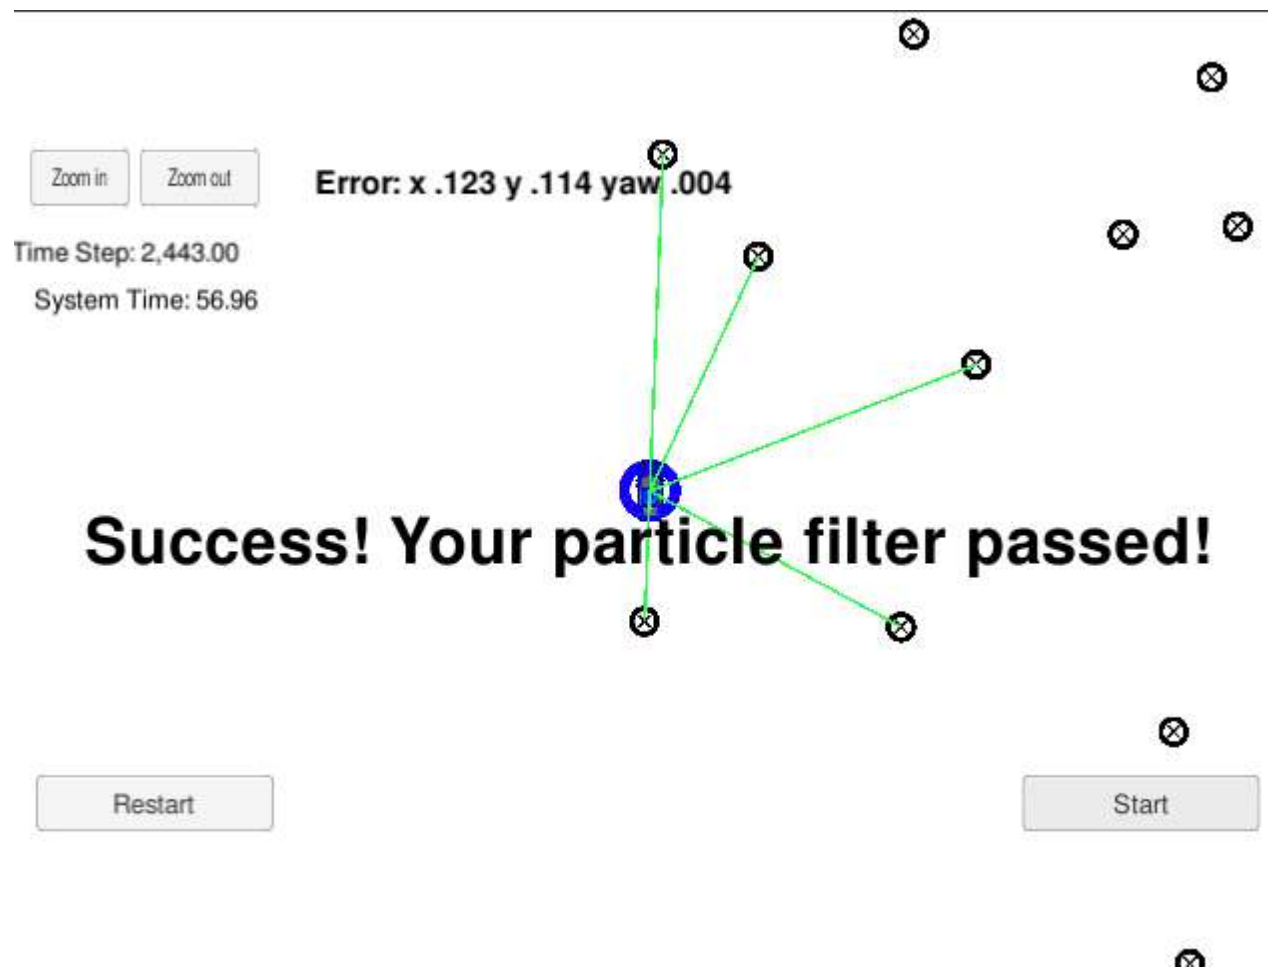 Zoom in
Zoom out
Error: x .123 y .114 yaw .004
Time Step: 2,443.00
System Time: 56.96
Success! Your particle filter passed!
Restart
Start